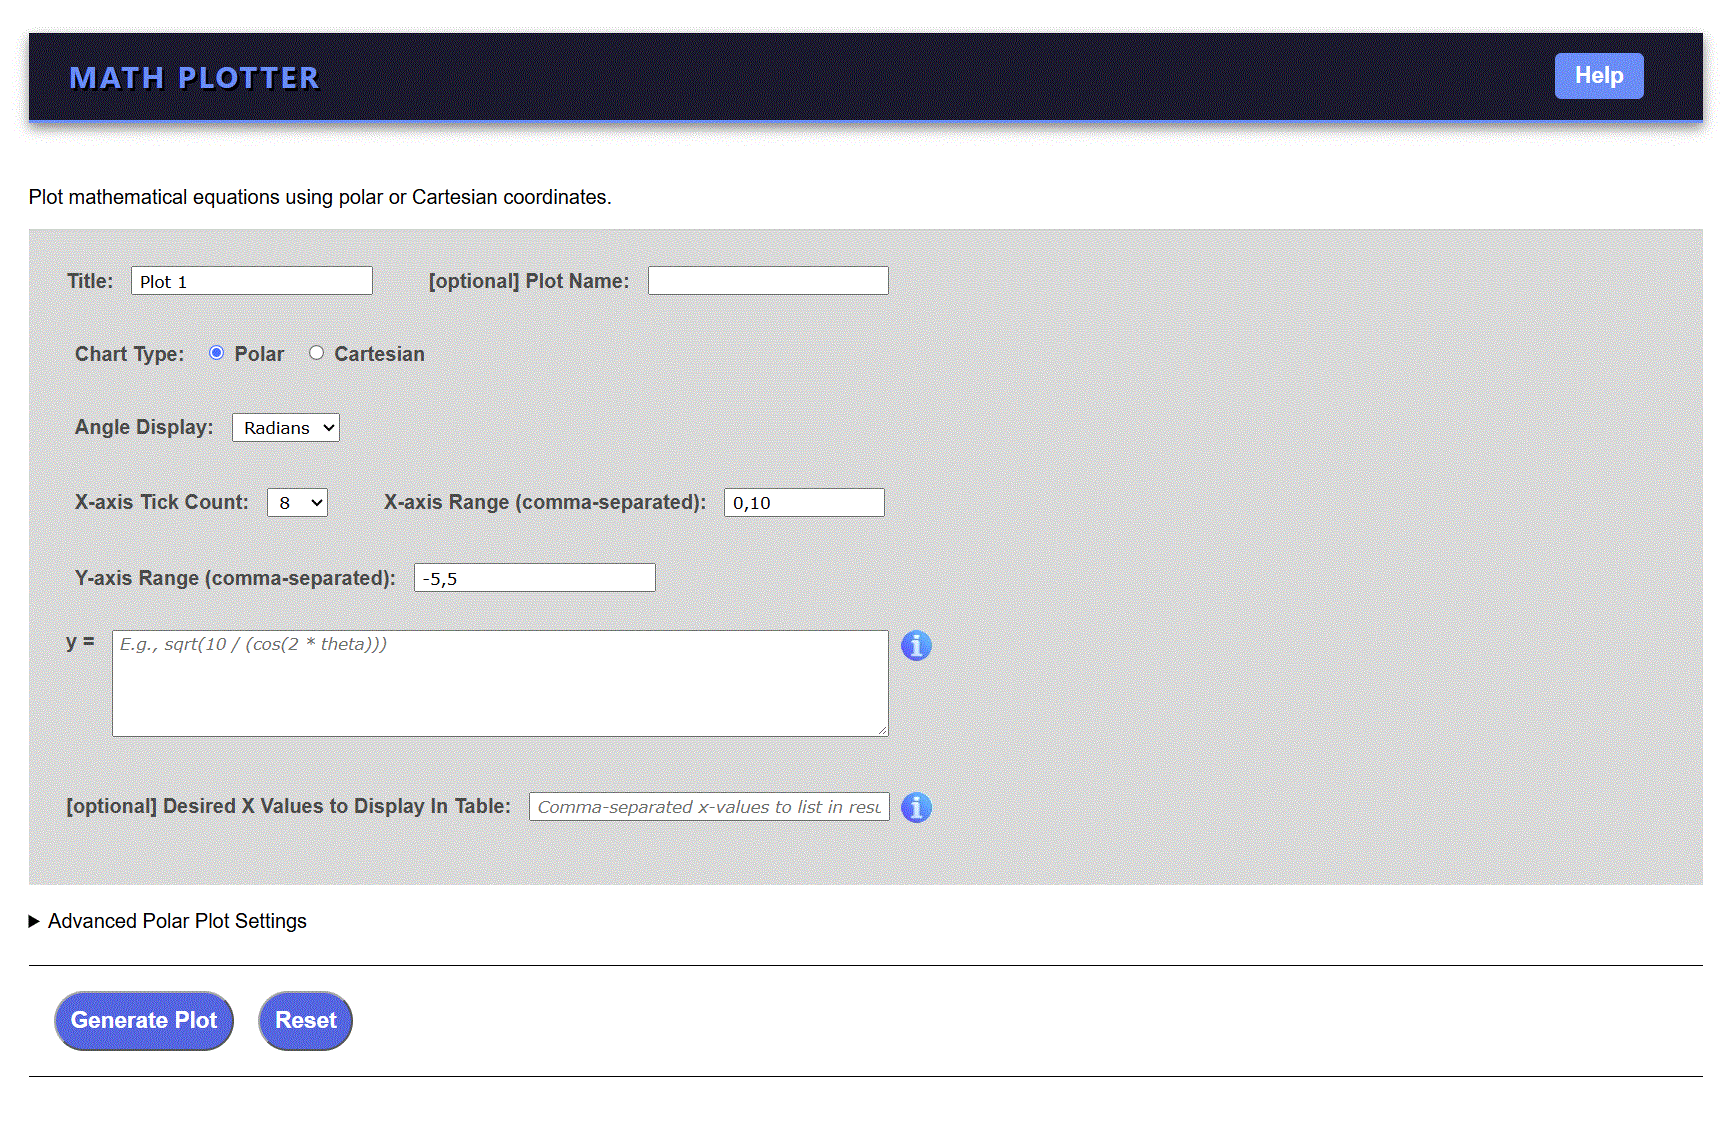 MATH PLOTTER
Help
Plot mathematical equations using polar or Cartesian coordinates.
Title: Plot 1 [optional] Plot Name:
Chart Type: Polar Cartesian
Angle Display: Radians
X-axis Tick Count: 8 X-axis Range (comma-separated): 0,10
Y-axis Range (comma-separated): -5,5
y = E.g., sqrt(10 / (cos(2 * theta)))
[optional] Desired X Values to Display In Table: Comma-separated x-values to list in
Advanced Polar Plot Settings
Generate Plot Reset